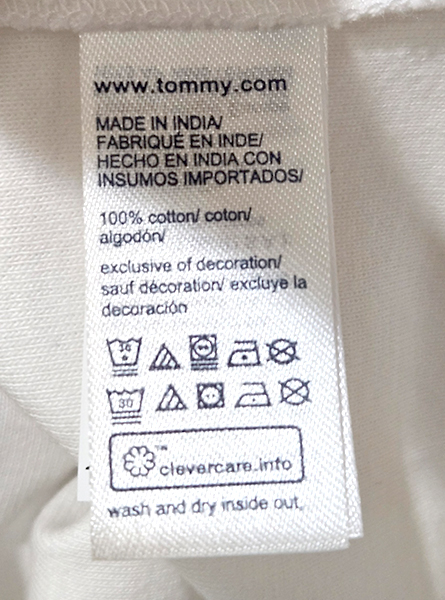 www.tommy.com
MADE IN INDIA/
FABRIQUÉ EN INDE/
HECHO EN INDIA CON
INSUMOS IMPORTADOS/
100% cotton/ coton/
algodón/
exclusive of decoration/
sauf décoration/ excluye la
decoración
30
30
clevercare.info
™
wash and dry inside out.